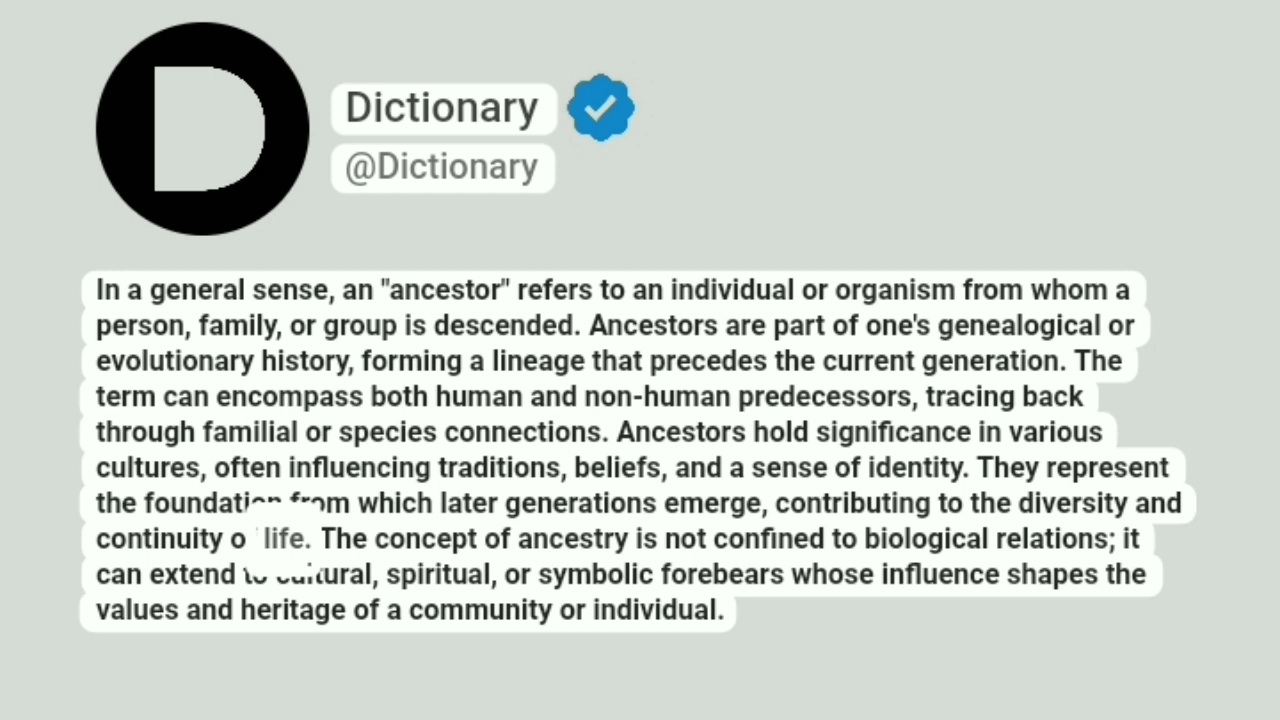 Dictionary
@Dictionary
In a general sense, an "ancestor" refers to an individual or organism from whom a
person, family, or group is descended. Ancestors are part of one's genealogical or
evolutionary history, forming a lineage that precedes the current generation. The
term can encompass both human and non-human predecessors, tracing back
through familial or species connections. Ancestors hold significance in various
cultures, often influencing traditions, beliefs, and a sense of identity. They represent
the foundation from which later generations emerge, contributing to the diversity and
continuity o life. The concept of ancestry is not confined to biological relations; it
can extend to cultural, spiritual, or symbolic forebears whose influence shapes the
values and heritage of a community or individual.